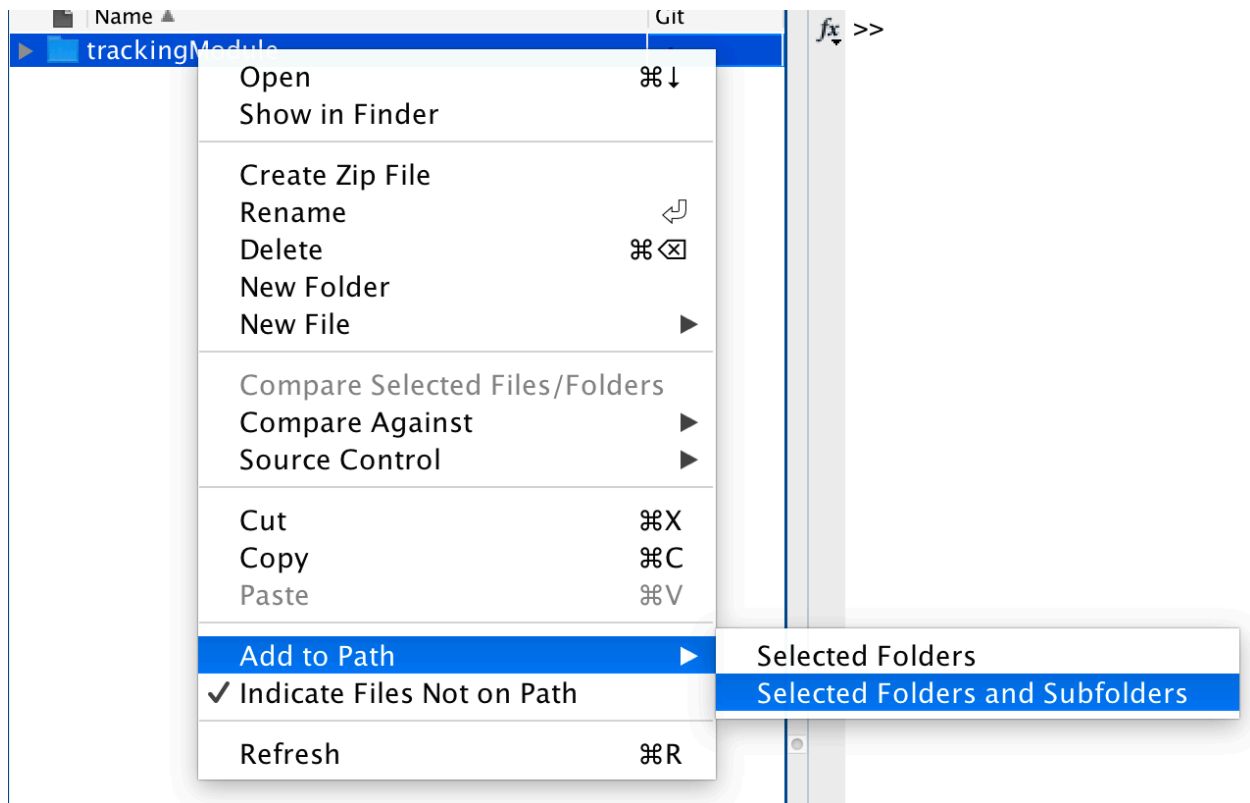 Name Git
trackingModule
fx >>
Open ⌘↓
Show in Finder
Create Zip File
Rename ⏎
Delete ⌘⌫
New Folder
New File
Compare Selected Files/Folders
Compare Against
Source Control
Cut ⌘X
Copy ⌘C
Paste ⌘V
Add to Path
Selected Folders
Selected Folders and Subfolders
✓ Indicate Files Not on Path
Refresh ⌘R